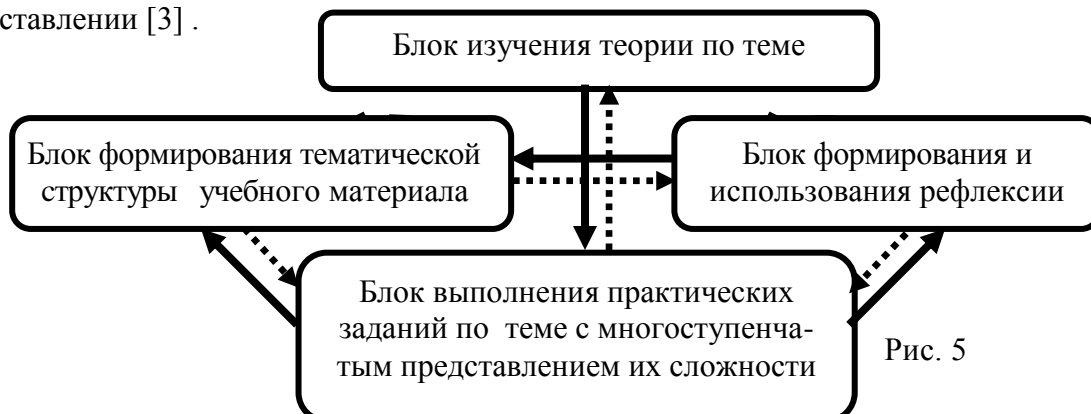 ставлении [3] .
Блок изучения теории по теме
Блок формирования тематической
структуры учебного материала
Блок формирования и
использования рефлексии
Блок выполнения практических
заданий по теме с многоступенча-
тым представлением их сложности
Рис. 5